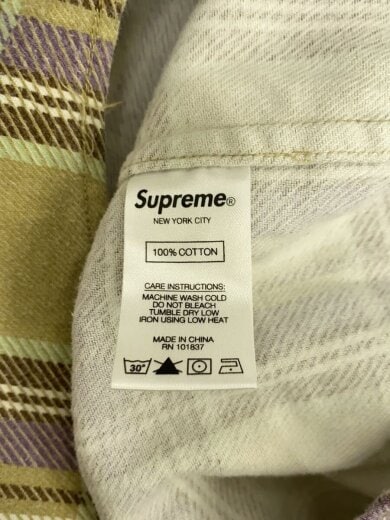 Supreme®
NEW YORK CITY
100% COTTON
CARE INSTRUCTIONS:
MACHINE WASH COLD
DO NOT BLEACH
TUMBLE DRY LOW
IRON USING LOW HEAT
MADE IN CHINA
RN 101837
30°